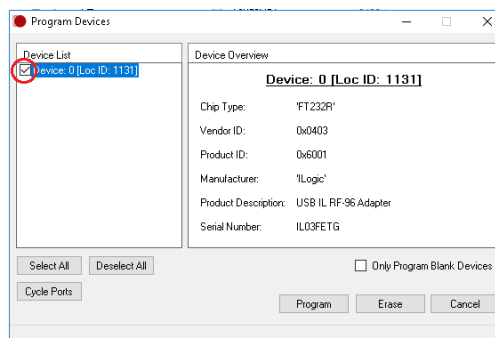 Program Devices
Device List
Device: 0 [Loc ID: 1131]
Device Overview
Device: 0 [Loc ID: 1131]
Chip Type: 'FT232R'
Vendor ID: 0x0403
Product ID: 0x6001
Manufacturer: 'ILogic'
Product Description: USB IL RF-96 Adapter
Serial Number: IL03FETG
Select All Deselect All
Only Program Blank Devices
Cycle Ports
Program Erase Cancel